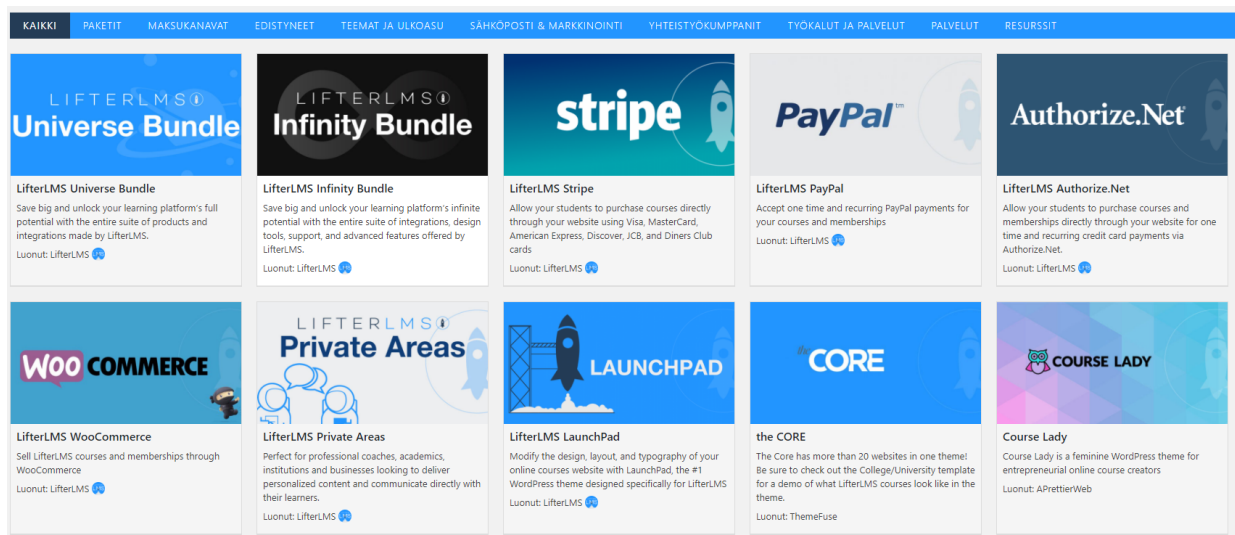 KAIKKI PAKETIT MAKSUKANAVAT EDISTYNEET TEEMAT JA ULKOASU SÄHKÖPOSTI & MARKKINOINTI YHTEISTYÖKUMPPANIT TYÖKALUT JA PALVELUT PALVELUT RESURSSIT
LIFTERLMS
Universe Bundle
LifterLMS Universe Bundle
Save big and unlock your learning platform's full
potential with the entire suite of products and
integrations made by LifterLMS.
Luonut: LifterLMS
LIFTERLMS
Infinity Bundle
LifterLMS Infinity Bundle
Save big and unlock your learning platform's infinite
potential with the entire suite of integrations, design
tools, support, and advanced features offered by
LifterLMS.
Luonut: LifterLMS
stripe
LifterLMS Stripe
Allow your students to purchase courses directly
through your website using Visa, MasterCard,
American Express, Discover, JCB, and Diners Club
cards
Luonut: LifterLMS
PayPal™
LifterLMS PayPal
Accept one time and recurring PayPal payments for
your courses and memberships
Luonut: LifterLMS
Authorize.Net
LifterLMS Authorize.Net
Allow your students to purchase courses and
memberships directly through your website for one
time and recurring credit card payments via
Authorize.Net.
Luonut: LifterLMS
WOO COMMERCE
LifterLMS WooCommerce
Sell LifterLMS courses and memberships through
WooCommerce
Luonut: LifterLMS
LIFTERLMS
Private Areas
LifterLMS Private Areas
Perfect for professional coaches, academics,
institutions and businesses looking to deliver
personalized content and communicate directly with
their learners.
Luonut: LifterLMS
LAUNCHPAD
LifterLMS LaunchPad
Modify the design, layout, and typography of your
online courses website with LaunchPad, the #1
WordPress theme designed specifically for LifterLMS
Luonut: LifterLMS
the CORE
the CORE
The Core has more than 20 websites in one theme!
Be sure to check out the College/University template
for a demo of what LifterLMS courses look like in the
theme.
Luonut: ThemeFuse
COURSE LADY
Course Lady
Course Lady is a feminine WordPress theme for
entrepreneurial online course creators
Luonut: APrettierWeb